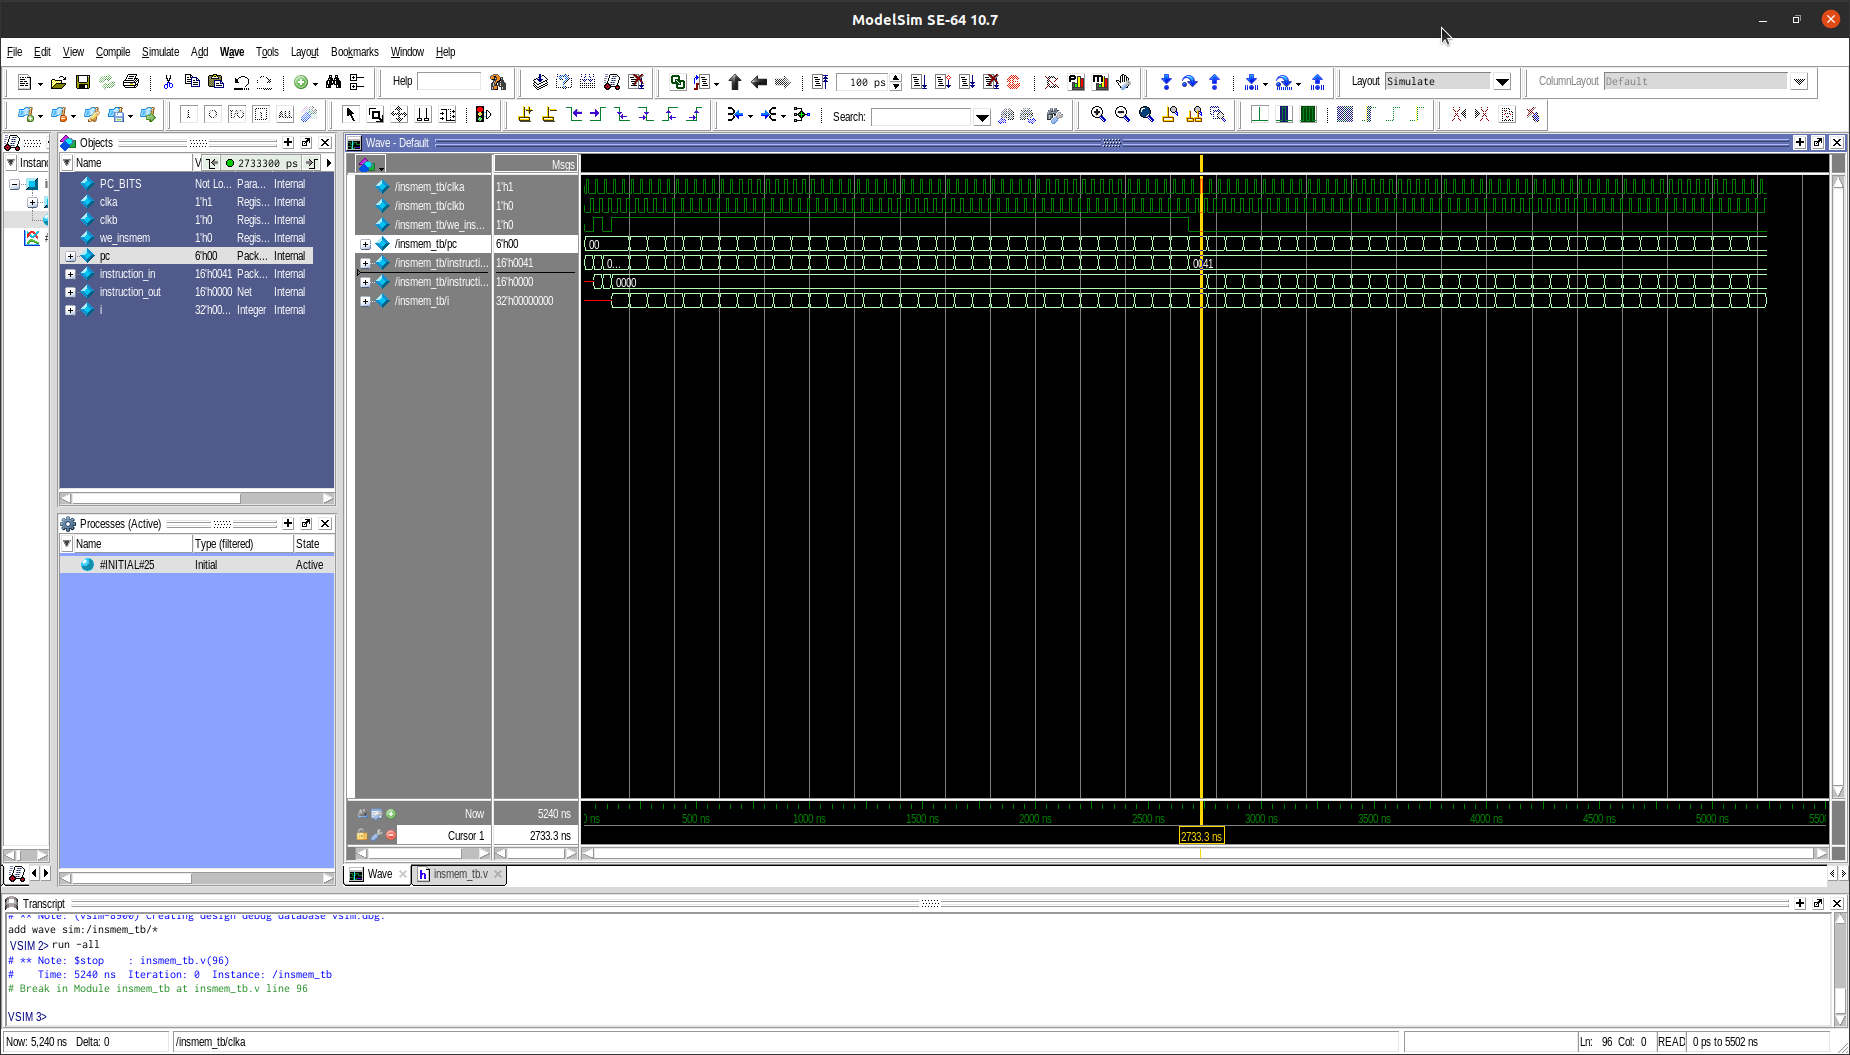 ModelSim SE-64 10.7
File Edit View Compile Simulate Add Wave Tools Layout Bookmarks Window Help
Help
100 ps
Layout Simulate
ColumnLayout Default
Search:
Instanc
Objects
Name
2733300 ps
PC_BITS Not Lo... Para... Internal
clka 1'h1 Regis... Internal
clkb 1'h0 Regis... Internal
we_insmem 1'h0 Regis... Internal
pc 6'h00 Pack... Internal
instruction_in 16'h0041 Pack... Internal
instruction_out 16'h0000 Net Internal
i 32'h00... Integer Internal
Processes (Active)
Name Type (filtered) State
#INITIAL#25 Initial Active
Wave - Default
Msgs
/insmem_tb/clka 1'h1
/insmem_tb/clkb 1'h0
/insmem_tb/we_ins... 1'h0
/insmem_tb/pc 6'h00 00
/insmem_tb/instructi... 16'h0041 0... 0041
/insmem_tb/instructi... 16'h0000 0000
/insmem_tb/i 32'h00000000
Now 5240 ns
500 ns 1000 ns 1500 ns 2000 ns 2500 ns 3000 ns 3500 ns 4000 ns 4500 ns 5000 ns
Cursor 1 2733.3 ns 2733.3 ns
Wave insmem_tb.v
Transcript
# ** Note: (vsim-8900) Creating design debug database vsim.dbg.
add wave sim:/insmem_tb/*
VSIM 2> run -all
# ** Note: $stop : insmem_tb.v(96)
# Time: 5240 ns Iteration: 0 Instance: /insmem_tb
# Break in Module insmem_tb at insmem_tb.v line 96
VSIM 3>
Now: 5,240 ns Delta: 0 /insmem_tb/clka Ln: 96 Col: 0 READ 0 ps to 5502 ns